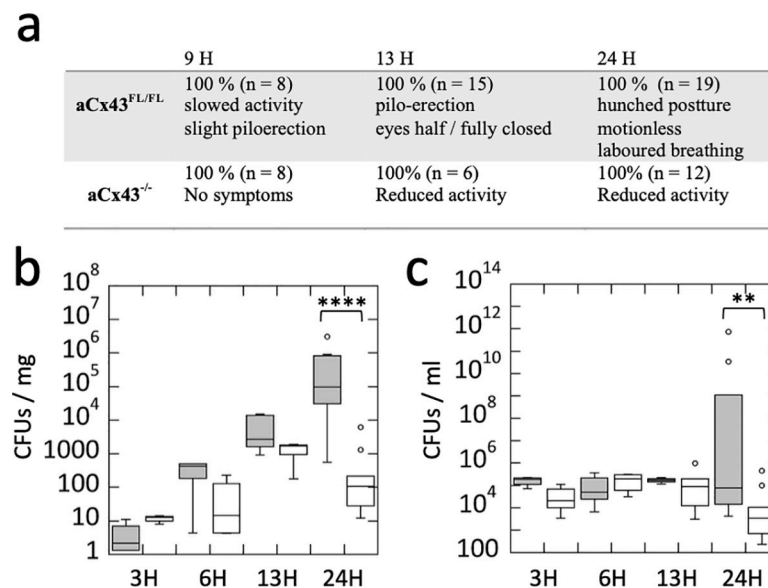 a
9 H 13 H 24 H
aCx43FL/FL
100 % (n = 8) 100 % (n = 15) 100 % (n = 19)
slowed activity pilo-erection hunched postture
slight piloerection eyes half / fully closed motionless
laboured breathing
aCx43-/-
100 % (n = 8) 100% (n = 6) 100% (n = 12)
No symptoms Reduced activity Reduced activity
b
CFUs / mg
10^8
10^7
10^6
10^5
10^4
1000
100
10
1
****
3H 6H 13H 24H
c
CFUs / ml
10^14
10^12
10^10
10^8
10^6
10^4
100
**
3H 6H 13H 24H